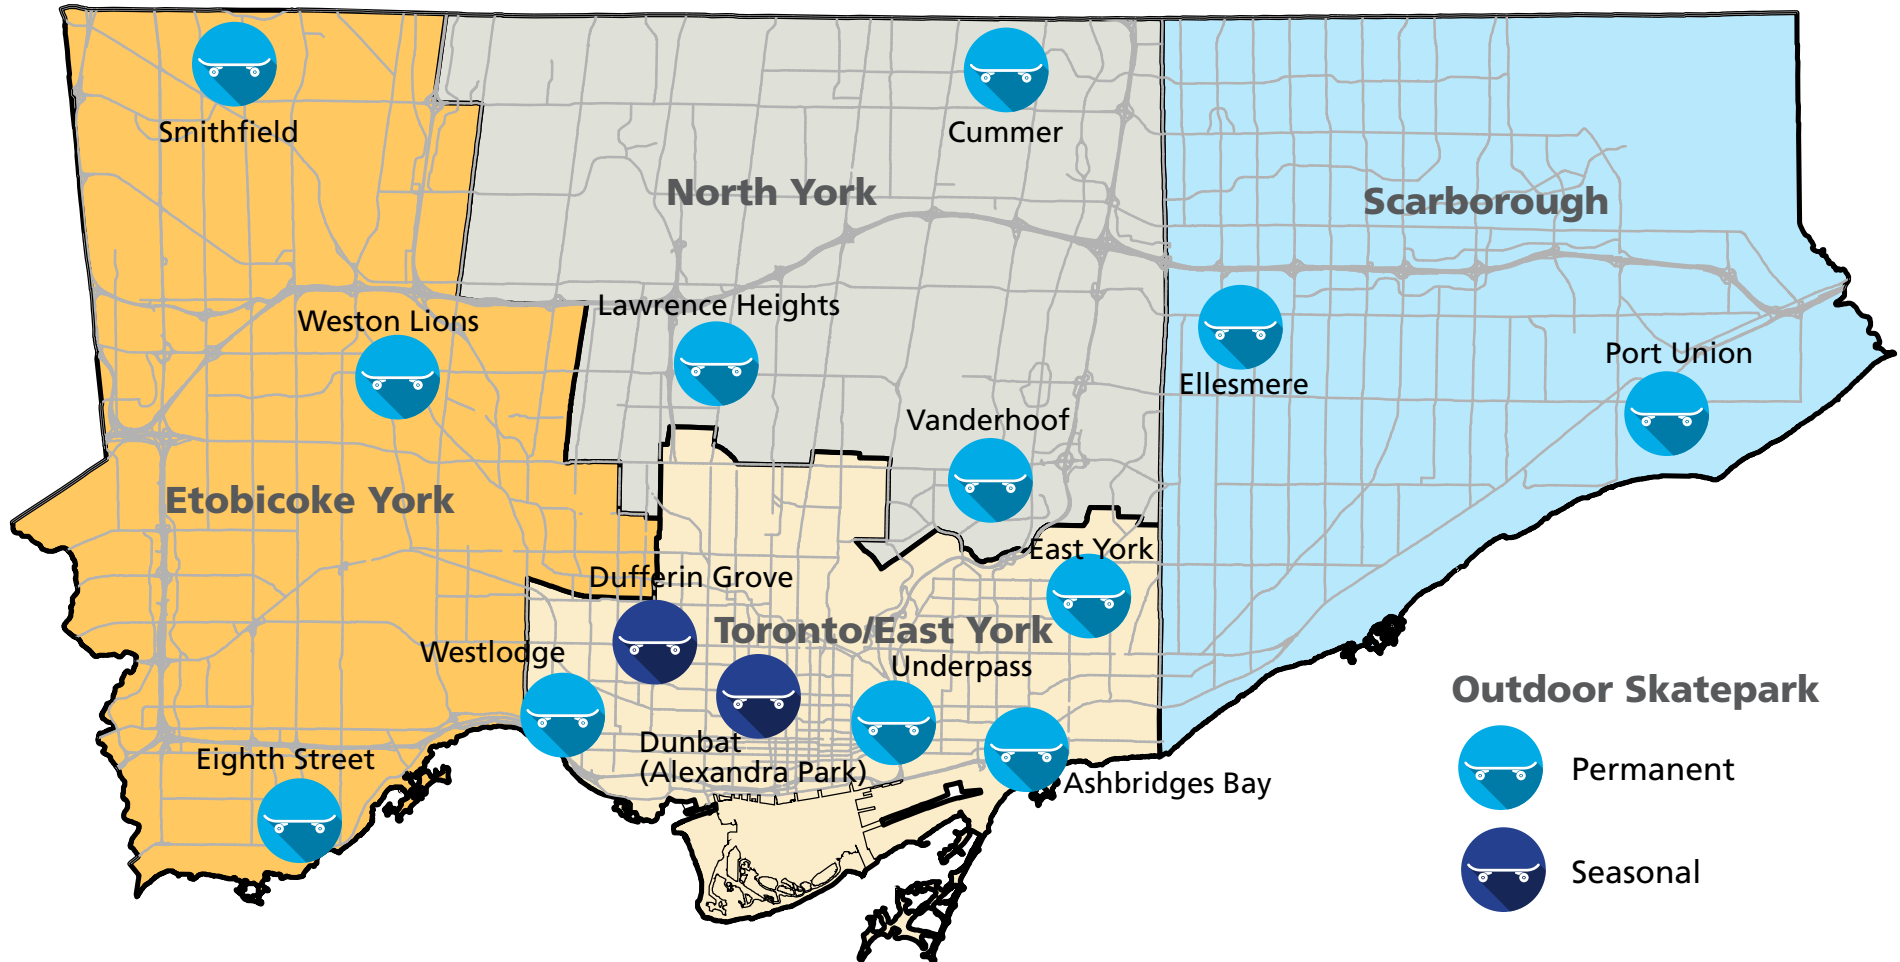 Smithfield
Cummer
North York
Scarborough
Lawrence Heights
Weston Lions
Port Union
Ellesmere
Vanderhoof
Etobicoke York
East York
Dufferin Grove
Toronto/East York
Westlodge
Underpass
Outdoor Skatepark
Dunbat
(Alexandra Park)
Eighth Street
Permanent
Ashbridges Bay
Seasonal